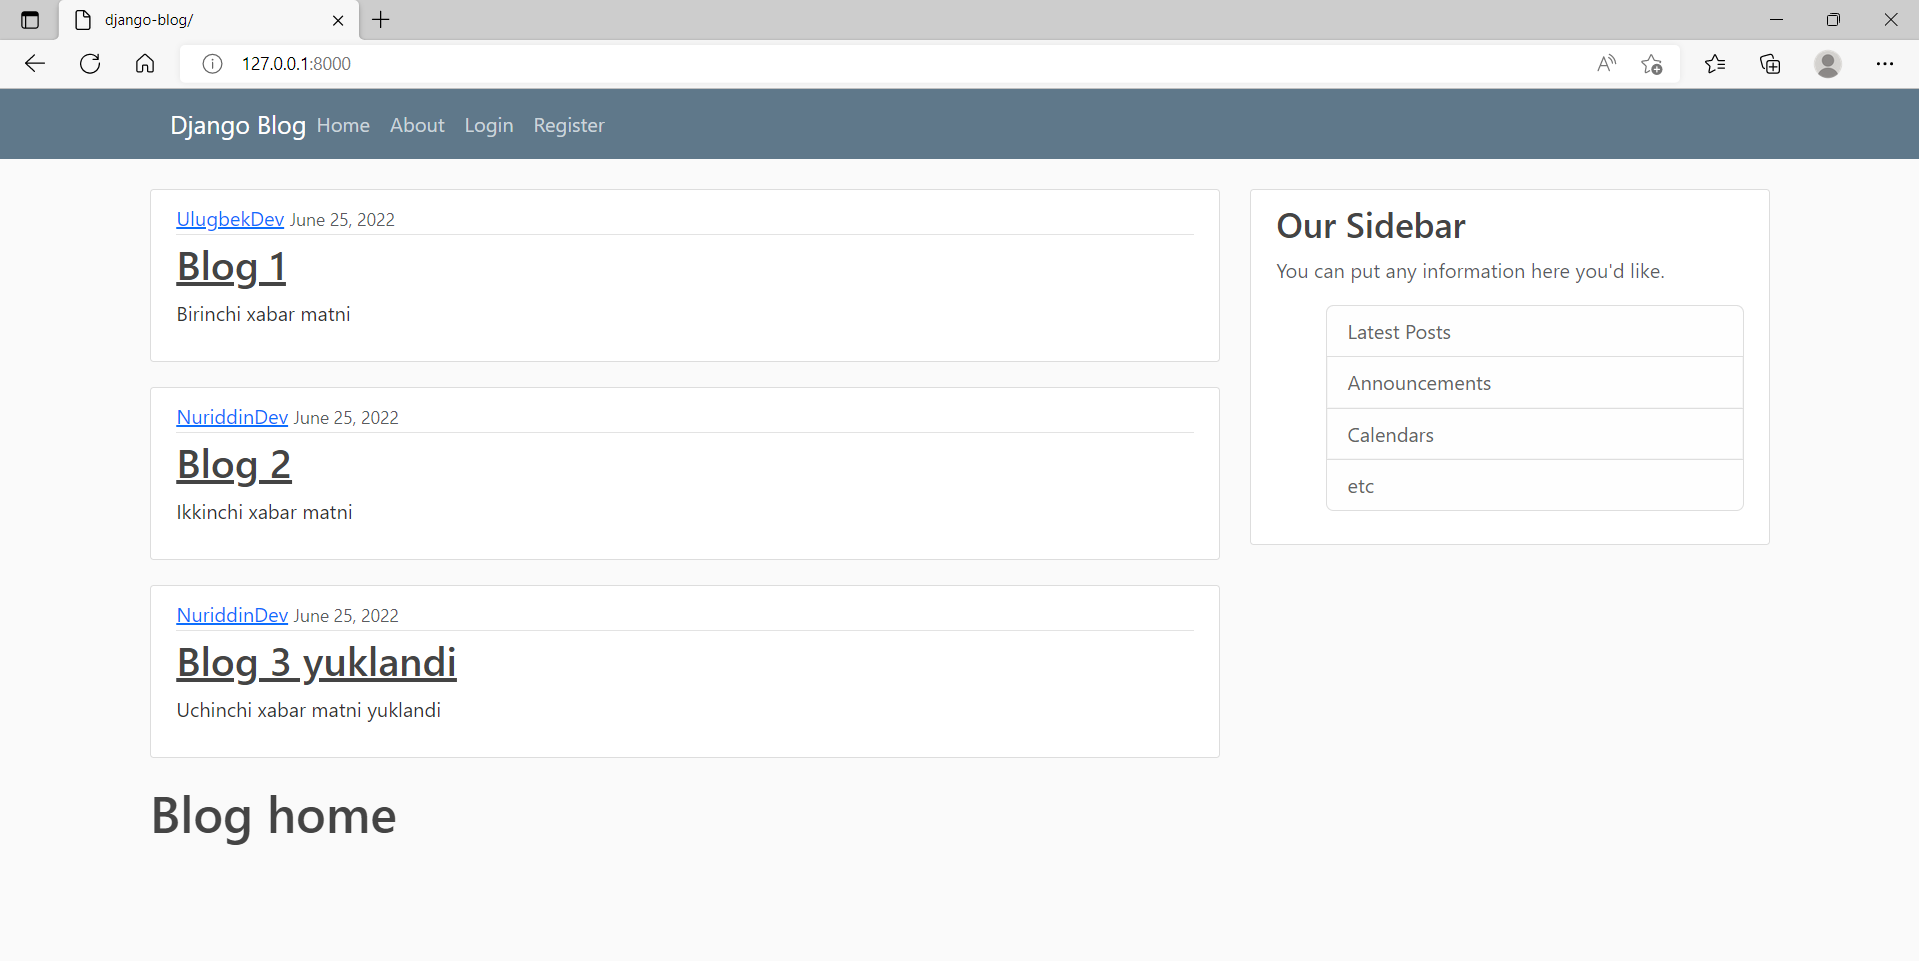 django-blog/
127.0.0.1:8000
Django Blog Home About Login Register
UlugbekDev June 25, 2022
Blog 1
Birinchi xabar matni
NuriddinDev June 25, 2022
Blog 2
Ikkinchi xabar matni
NuriddinDev June 25, 2022
Blog 3 yuklandi
Uchinchi xabar matni yuklandi
Blog home
Our Sidebar
You can put any information here you'd like.
Latest Posts
Announcements
Calendars
etc